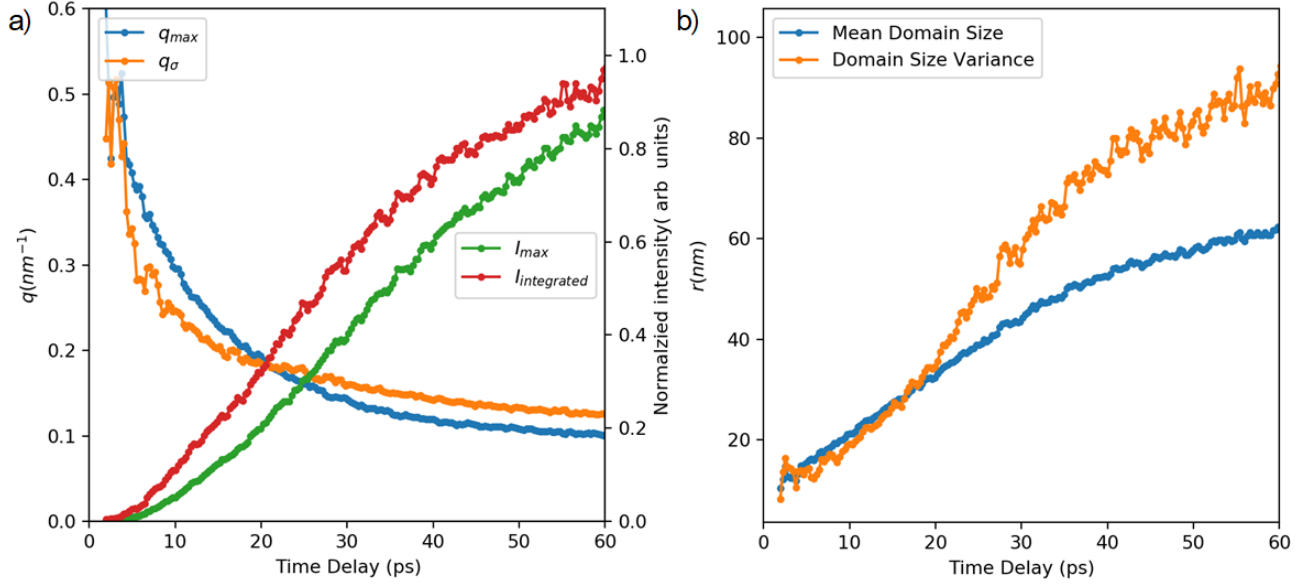 a)
0.6
0.5
0.4
0.3
0.2
0.1
0.0
q(nm⁻¹)
q_max
q_σ
I_max
I_integrated
1.0
0.8
0.6
0.4
0.2
0.0
Normalzied intensity( arb units)
0 10 20 30 40 50 60
Time Delay (ps)
b)
100
80
60
40
20
r(nm)
Mean Domain Size
Domain Size Variance
0 10 20 30 40 50 60
Time Delay (ps)